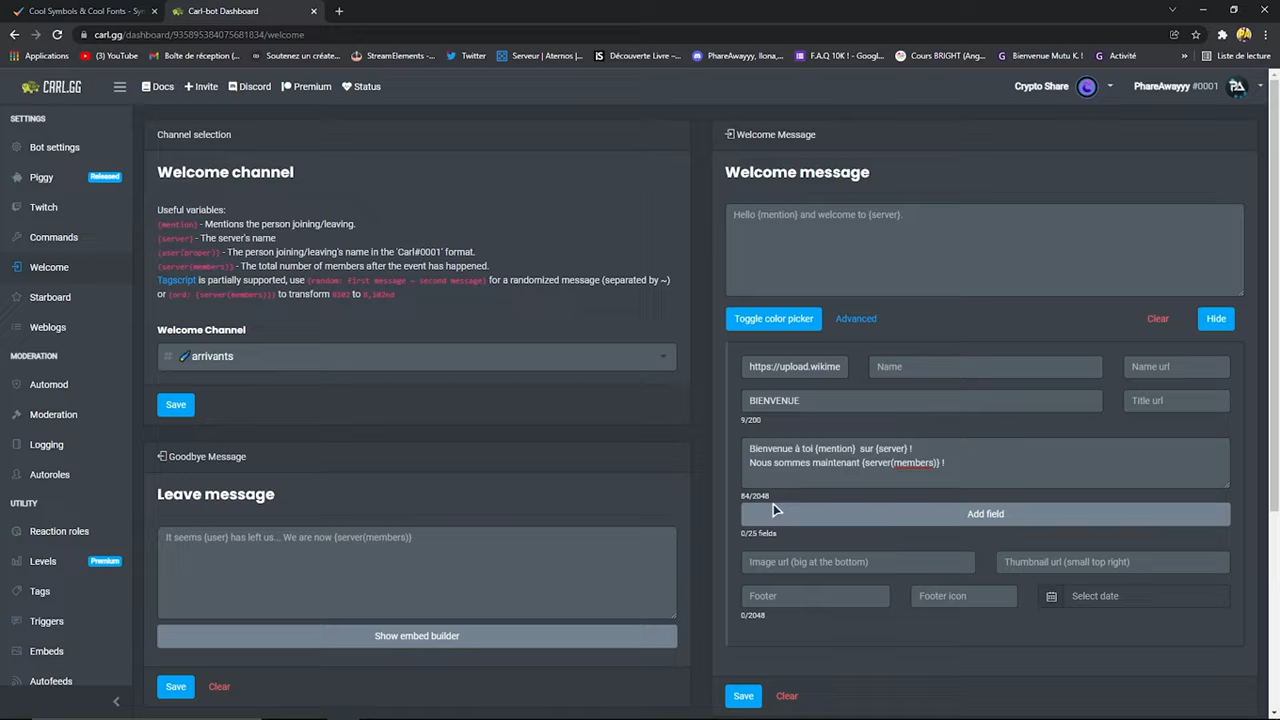 Cool Symbols & Cool Fonts - Sy
Carl-bot Dashboard
carl.gg/dashboard/935895384075681834/welcome
Applications
(3) YouTube
Boîte de réception (...
Soutenez un créate...
StreamElements -...
Twitter
Serveur | Aternos |...
Découverte Livre –...
PhareAwayyy, Ilona,...
F.A.Q 10K ! - Googl...
Cours BRIGHT (Ang...
Bienvenue Mutu K. !
Activité
»
Liste de lecture
CARL.GG
Docs
Invite
Discord
Premium
Status
Crypto Share
PhareAwayyy #0001
SETTINGS
Bot settings
Piggy
Released
Twitch
Commands
Welcome
Starboard
Weblogs
MODERATION
Automod
Moderation
Logging
Autoroles
UTILITY
Reaction roles
Levels
Premium
Tags
Triggers
Embeds
Autofeeds
Channel selection
Welcome channel
Useful variables:
{mention} - Mentions the person joining/leaving.
{server} - The server's name
{user(proper)} - The person joining/leaving's name in the 'Carl#0001' format.
{server(members)} - The total number of members after the event has happened.
Tagscript is partially supported, use {random: first message ~ second message} for a randomized message (separated by ~)
or {ord: {server(members)}} to transform 8102 to 8,102nd
Welcome Channel
# arrivants
Save
Goodbye Message
Leave message
It seems {user} has left us... We are now {server(members)}
Show embed builder
Save
Clear
Welcome Message
Welcome message
Hello {mention} and welcome to {server}.
Toggle color picker
Advanced
Clear
Hide
https://upload.wikime
Name
Name url
BIENVENUE
Title url
9/200
Bienvenue à toi {mention} sur {server} !
Nous sommes maintenant {server(members)} !
84/2048
Add field
0/25 fields
Image url (big at the bottom)
Thumbnail url (small top right)
Footer
Footer icon
Select date
0/2048
Save
Clear